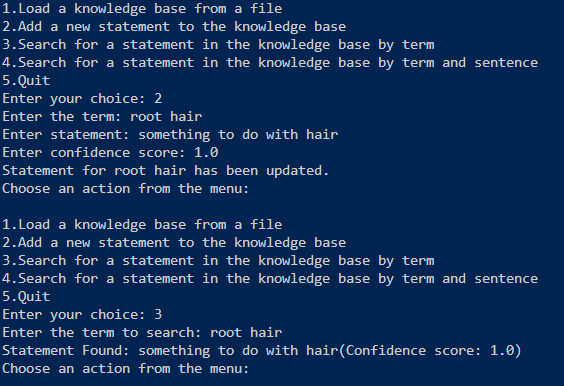 1.Load a knowledge base from a file
2.Add a new statement to the knowledge base
3.Search for a statement in the knowledge base by term
4.Search for a statement in the knowledge base by term and sentence
5.Quit
Enter your choice: 2
Enter the term: root hair
Enter statement: something to do with hair
Enter confidence score: 1.0
Statement for root hair has been updated.
Choose an action from the menu:
1.Load a knowledge base from a file
2.Add a new statement to the knowledge base
3.Search for a statement in the knowledge base by term
4.Search for a statement in the knowledge base by term and sentence
5.Quit
Enter your choice: 3
Enter the term to search: root hair
Statement Found: something to do with hair(Confidence score: 1.0)
Choose an action from the menu: